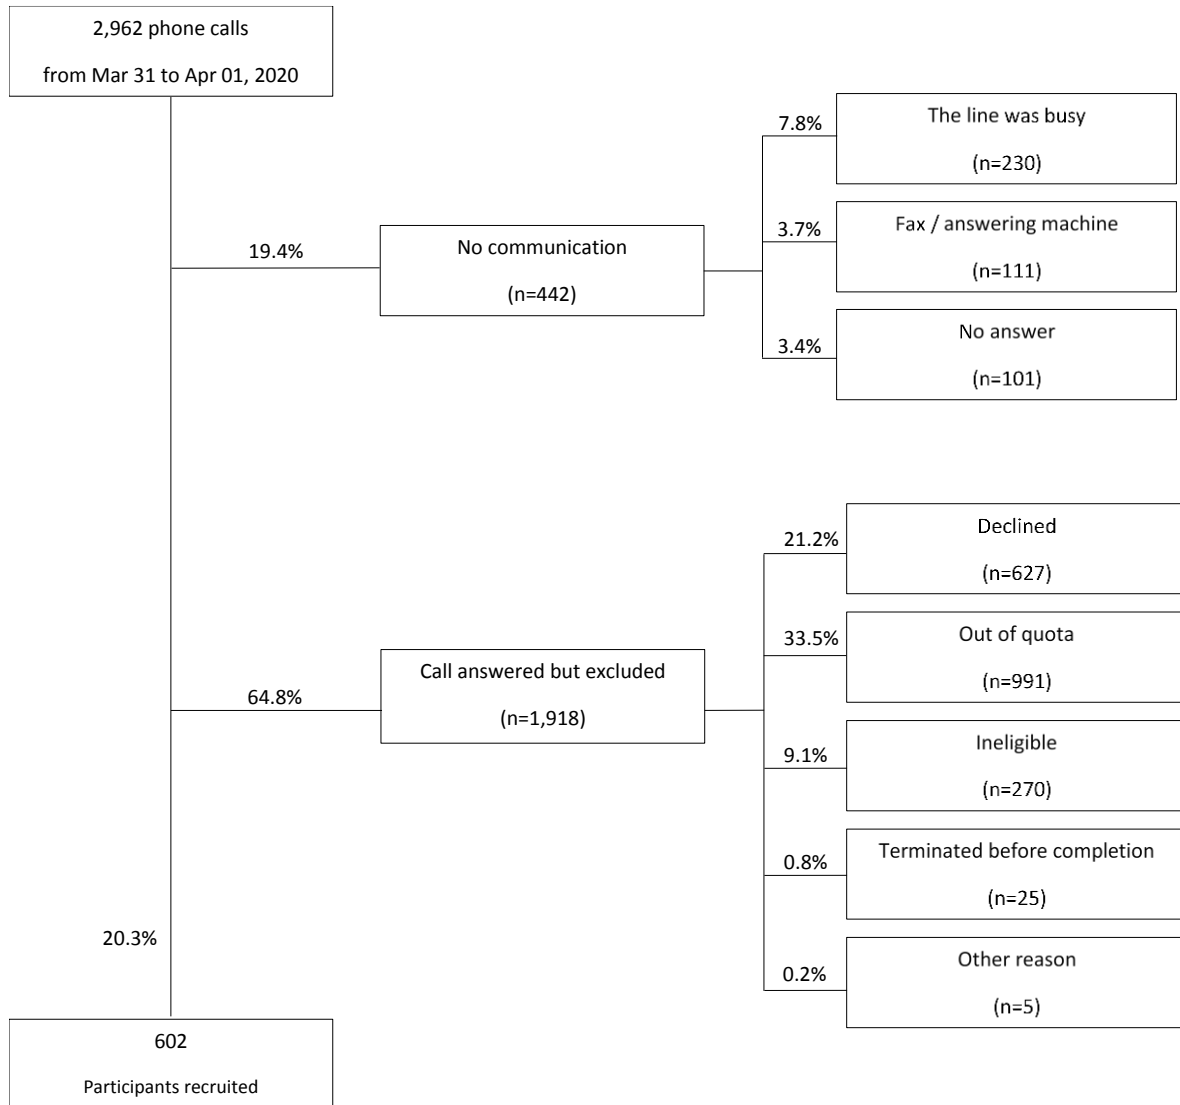 2,962 phone calls
from Mar 31 to Apr 01, 2020
7.8%
The line was busy
(n=230)
3.7%
Fax / answering machine
(n=111)
19.4%
No communication
(n=442)
3.4%
No answer
(n=101)
21.2%
Declined
(n=627)
33.5%
Out of quota
(n=991)
64.8%
Call answered but excluded
(n=1,918)
9.1%
Ineligible
(n=270)
0.8%
Terminated before completion
(n=25)
0.2%
Other reason
(n=5)
20.3%
602
Participants recruited